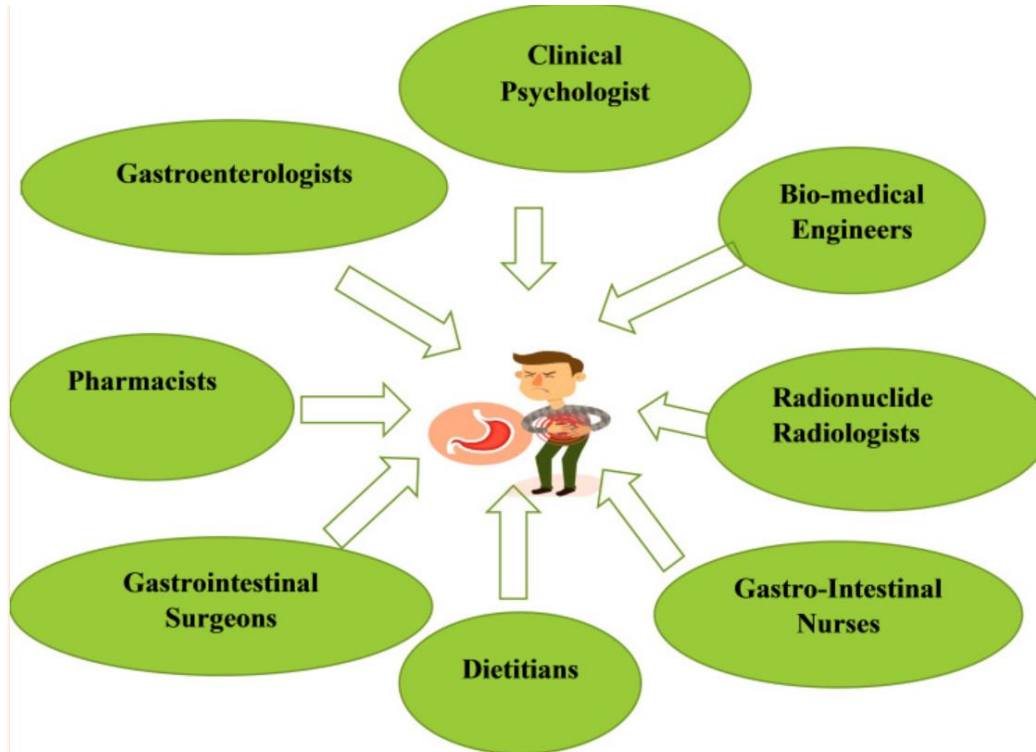 Clinical
Psychologist
Gastroenterologists
Bio-medical
Engineers
Pharmacists
Radionuclide
Radiologists
Gastrointestinal
Surgeons
Gastro-Intestinal
Nurses
Dietitians